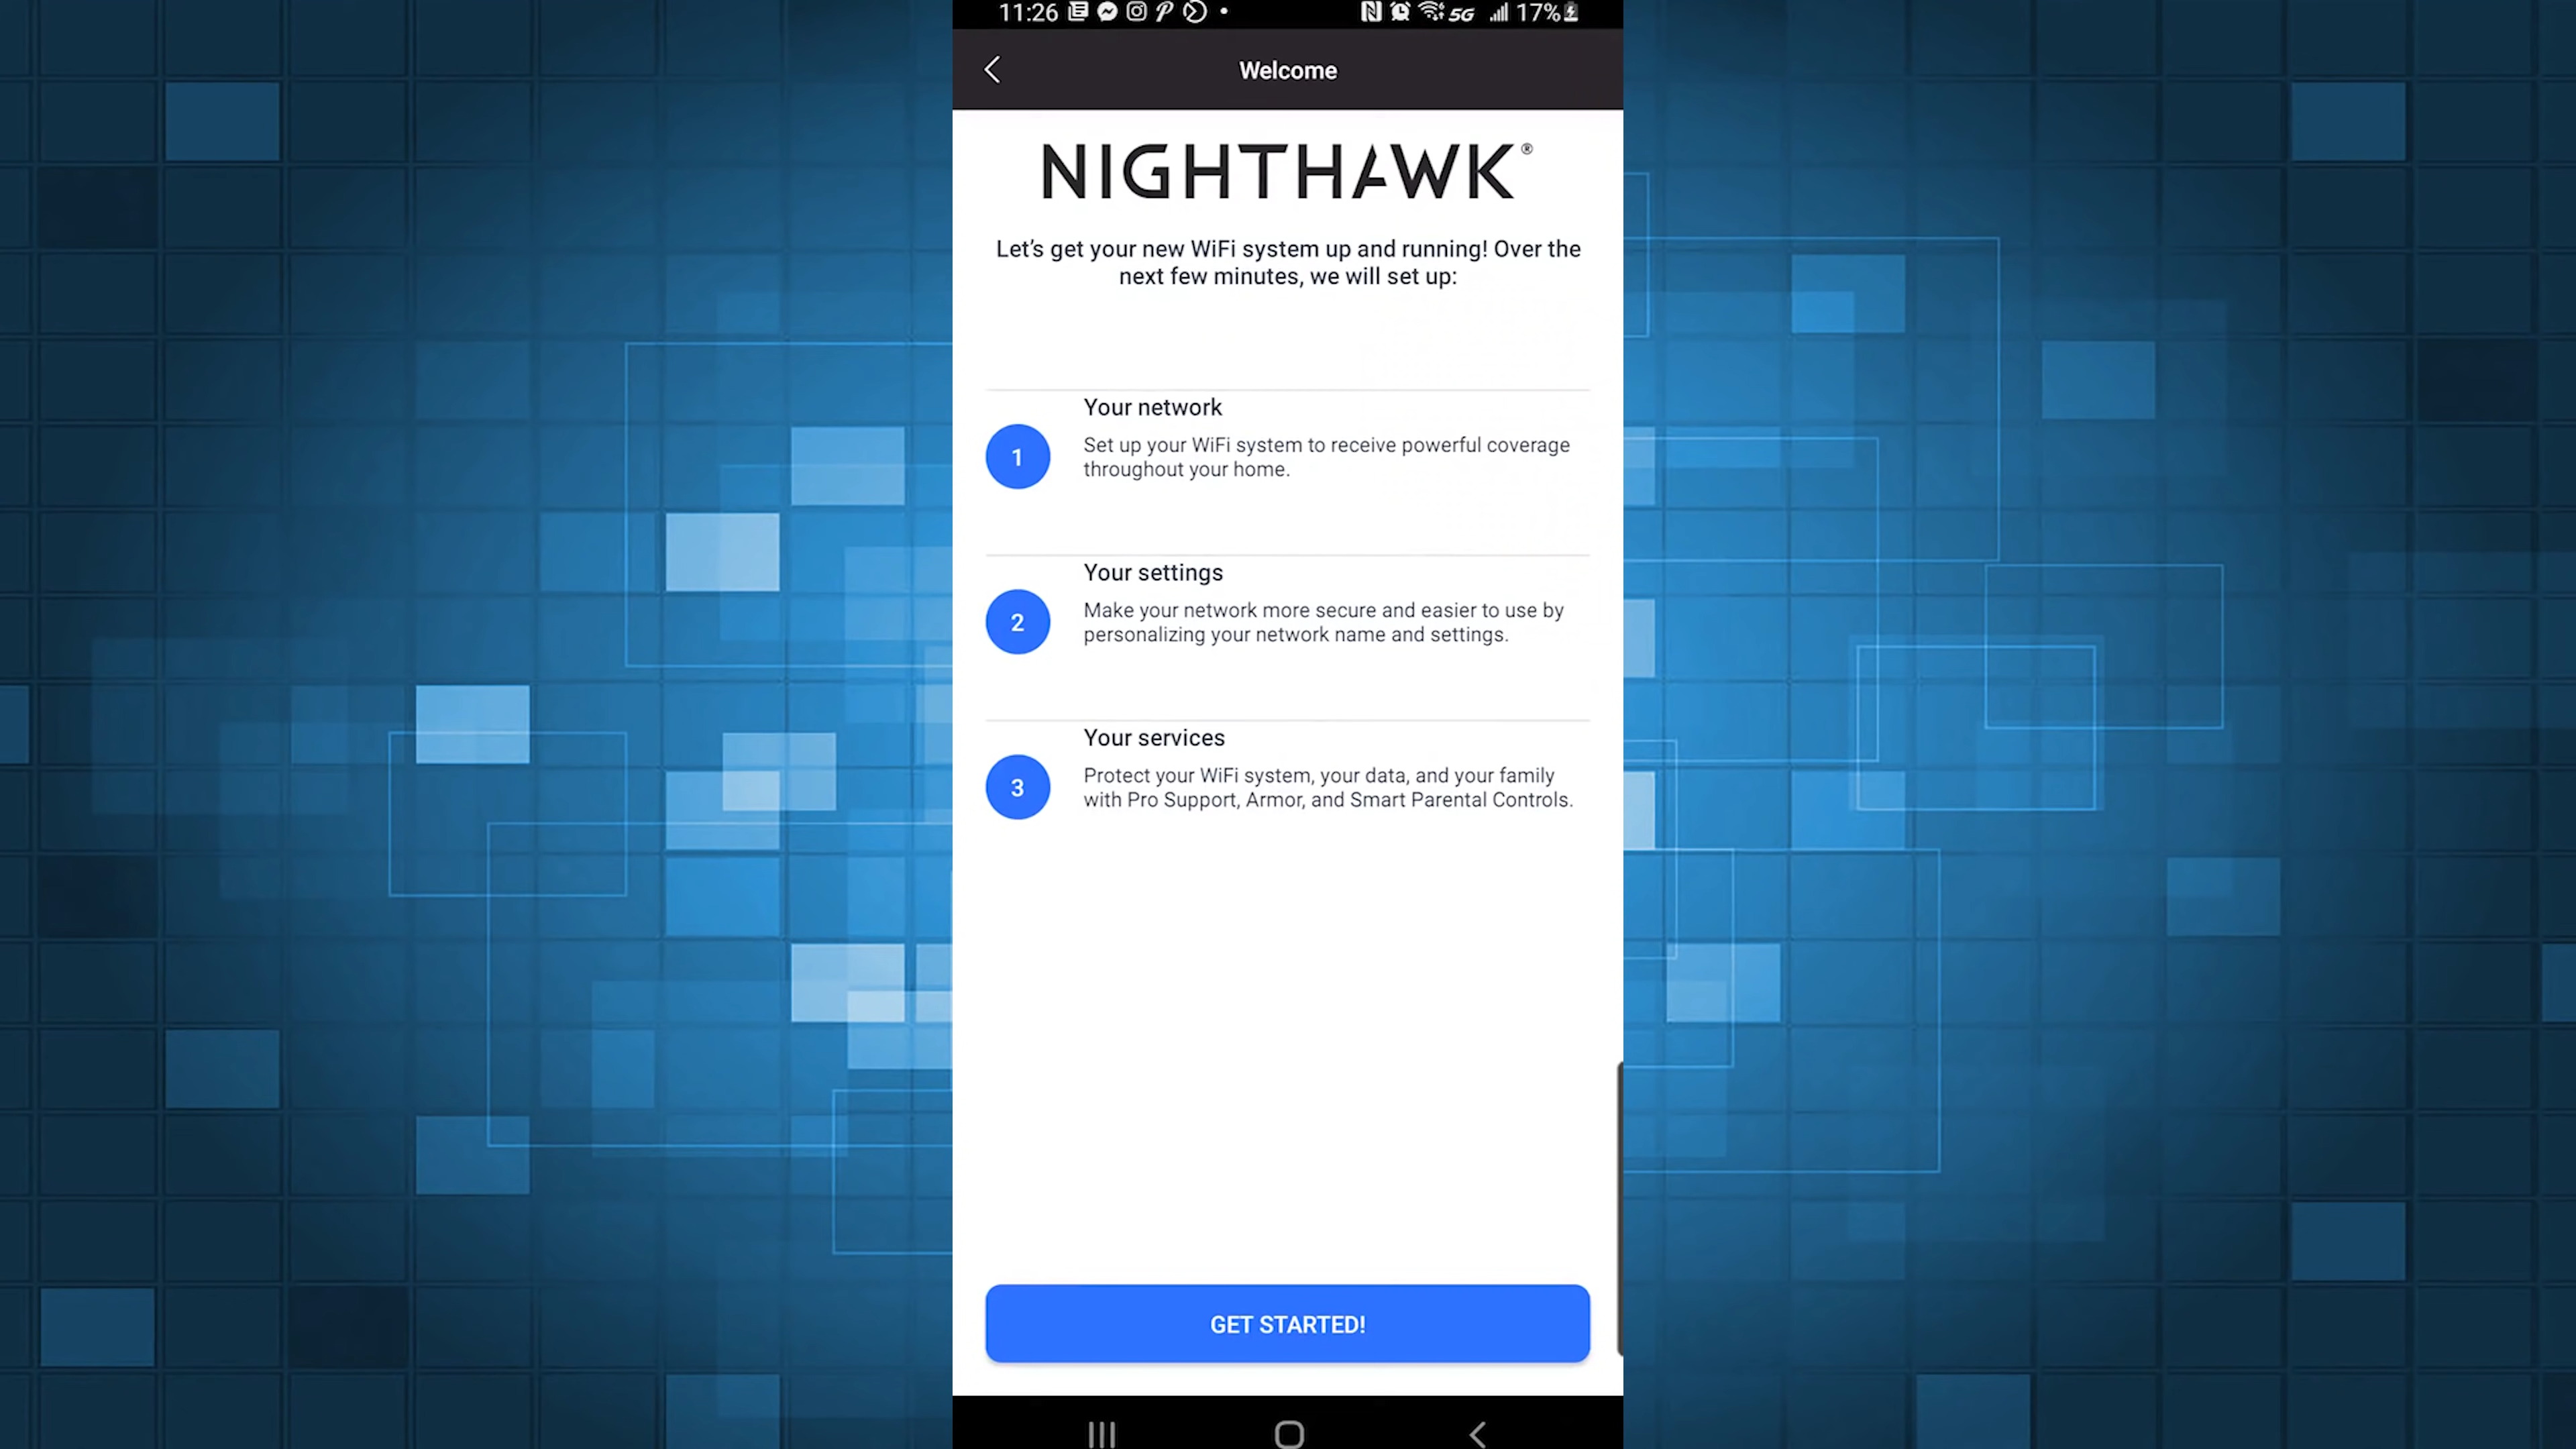 11:26
5G
17%
Welcome
NIGHTHAWK®
Let's get your new WiFi system up and running! Over the
next few minutes, we will set up:
Your network
1
Set up your WiFi system to receive powerful coverage
throughout your home.
Your settings
2
Make your network more secure and easier to use by
personalizing your network name and settings.
Your services
3
Protect your WiFi system, your data, and your family
with Pro Support, Armor, and Smart Parental Controls.
GET STARTED!